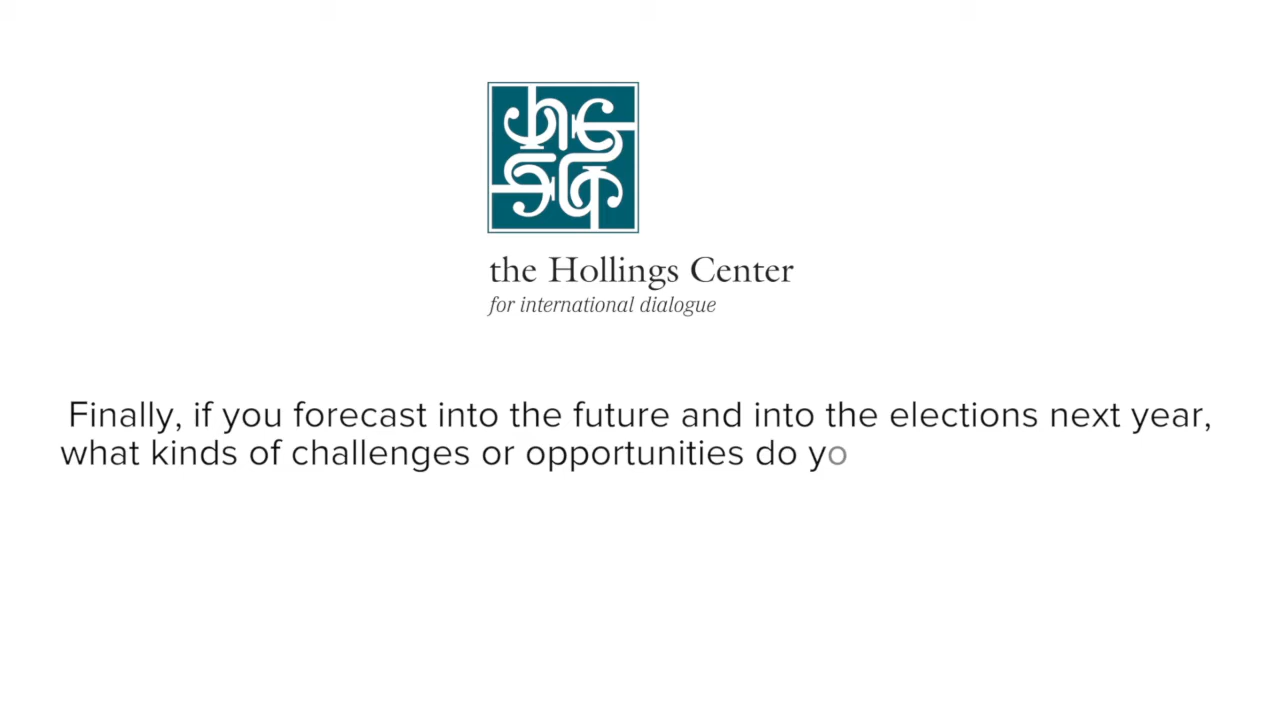 the Hollings Center
for international dialogue
Finally, if you forecast into the future and into the elections next year,
what kinds of challenges or opportunities do yo